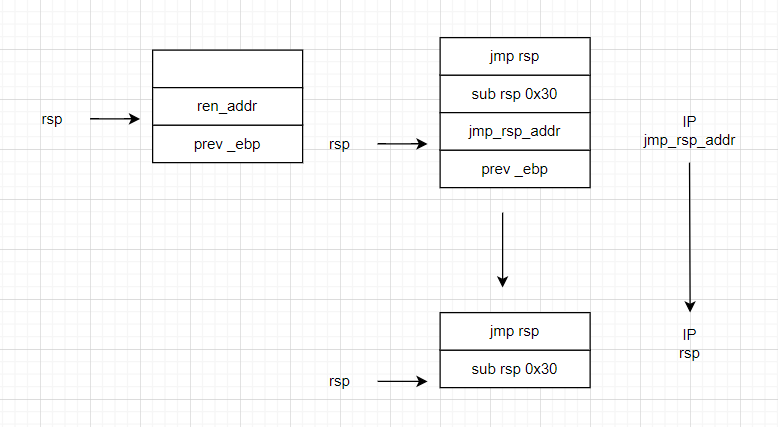 ren_addr
rsp
prev _ebp
jmp rsp
sub rsp 0x30
jmp_rsp_addr
rsp
prev _ebp
IP
jmp_rsp_addr
jmp rsp
sub rsp 0x30
rsp
IP
rsp